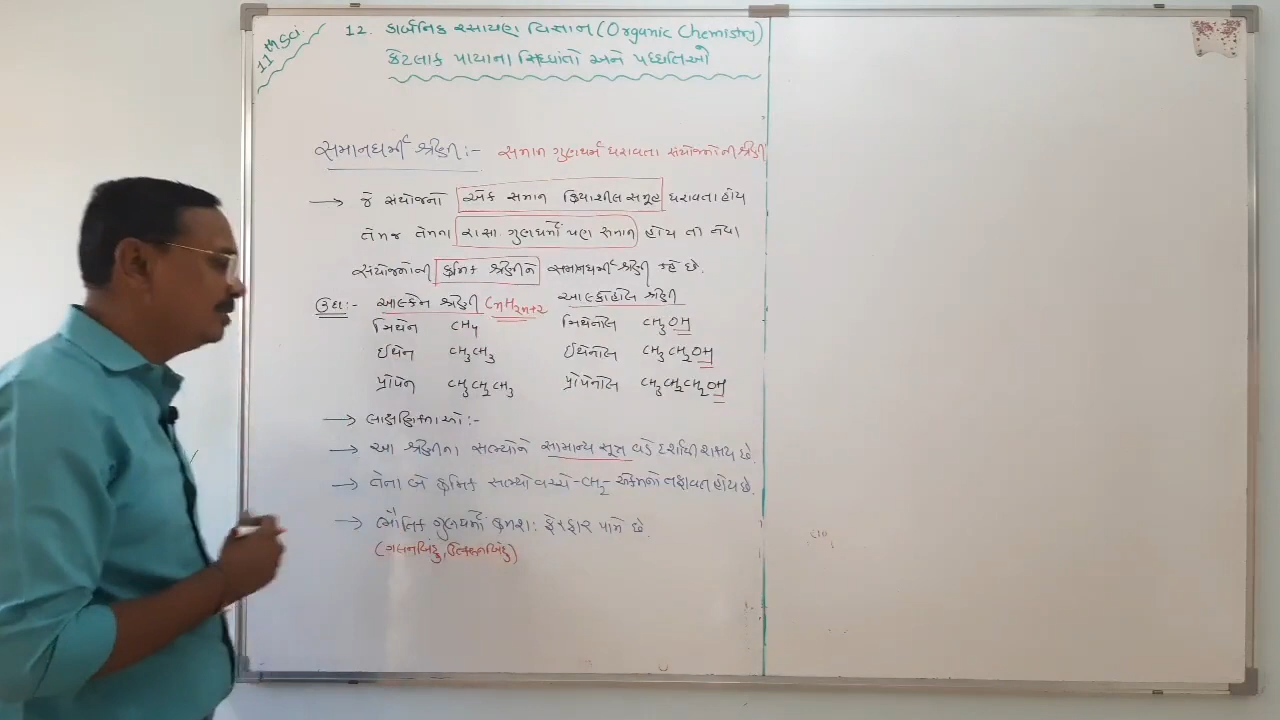 11th Sci.
12. કાર્બનિક રસાયણ વિજ્ઞાન (Organic Chemistry)
કેટલાક પાયાના સિદ્ધાંતો અને પધ્ધતિઓ
સમાનધર્મી શ્રેણી :- સમાન ગુણધર્મ ધરાવતા સંયોજનોની શ્રેણી
→ જે સંયોજનો એક સમાન ક્રિયાશીલ સમૂહ ધરાવતા હોય
તેમજ તેમના રાસા. ગુણધર્મો પણ સમાન હોય તો તેવા
સંયોજનોની ક્રમિક શ્રેણીને સમાનધર્મી શ્રેણી કહે છે.
ઉદા :- આલ્કેન શ્રેણી CnH2n+2 આલ્કોહોલ શ્રેણી
મિથેન CH4 મિથેનોલ CH3OH
ઈથેન CH3CH3 ઈથેનોલ CH3CH2OH
પ્રોપેન CH3CH2CH3 પ્રોપેનોલ CH3CH2CH2OH
→ લાક્ષણિકતાઓ :-
→ આ શ્રેણીના સભ્યોને સામાન્ય સૂત્ર વડે દર્શાવી શકાય છે.
→ તેના બે ક્રમિક સભ્યો વચ્ચે -CH2- એકમનો તફાવત હોય છે.
→ ભૌતિક ગુણધર્મો ક્રમશઃ ફેરફાર પામે છે.
(ગલનબિંદુ, ઉત્કલનબિંદુ)